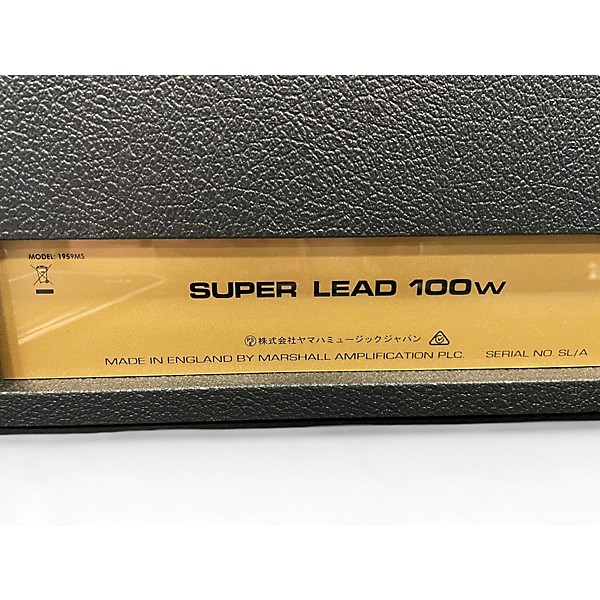 MODEL: 1959MS
SUPER LEAD 100W
株式会社ヤマハミュージックジャパン
MADE IN ENGLAND BY MARSHALL AMPLIFICATION PLC. SERIAL NO. SL/A